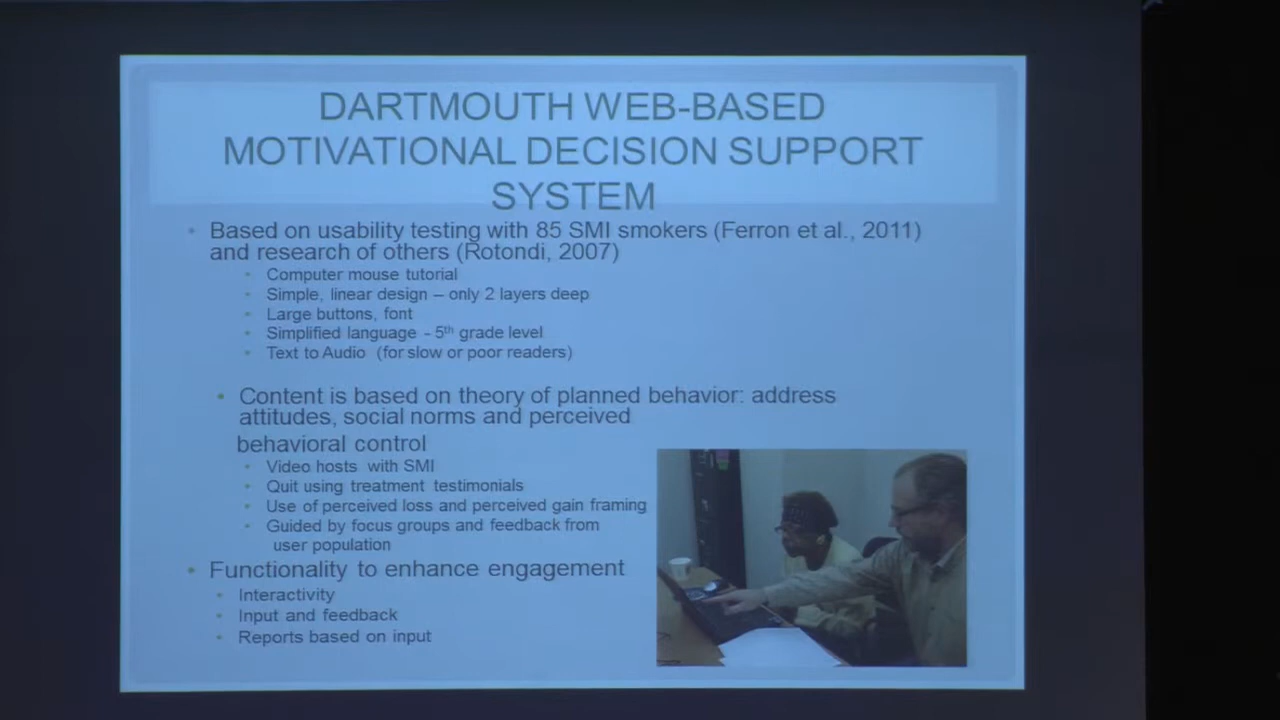 DARTMOUTH WEB-BASED
MOTIVATIONAL DECISION SUPPORT
SYSTEM
• Based on usability testing with 85 SMI smokers (Ferron et al., 2011)
and research of others (Rotondi, 2007)
• Computer mouse tutorial
• Simple, linear design – only 2 layers deep
• Large buttons, font
• Simplified language - 5th grade level
• Text to Audio (for slow or poor readers)
• Content is based on theory of planned behavior: address
attitudes, social norms and perceived
behavioral control
• Video hosts with SMI
• Quit using treatment testimonials
• Use of perceived loss and perceived gain framing
• Guided by focus groups and feedback from
user population
• Functionality to enhance engagement
• Interactivity
• Input and feedback
• Reports based on input